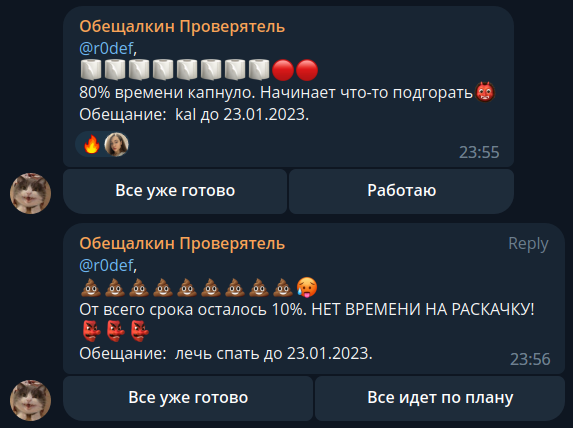 Обещалкин Проверятель
@r0def,
🧻🧻🧻🧻🧻🧻🧻🧻🔴🔴
80% времени капнуло. Начинает что-то подгорать👹
Обещание:  kal до 23.01.2023.
🔥
23:55
Все уже готово
Работаю
Обещалкин Проверятель
Reply
@r0def,
💩💩💩💩💩💩💩💩💩🥵
От всего срока осталось 10%. НЕТ ВРЕМЕНИ НА РАСКАЧКУ!
👺👺👺
Обещание:  лечь спать до 23.01.2023.
23:56
Все уже готово
Все идет по плану